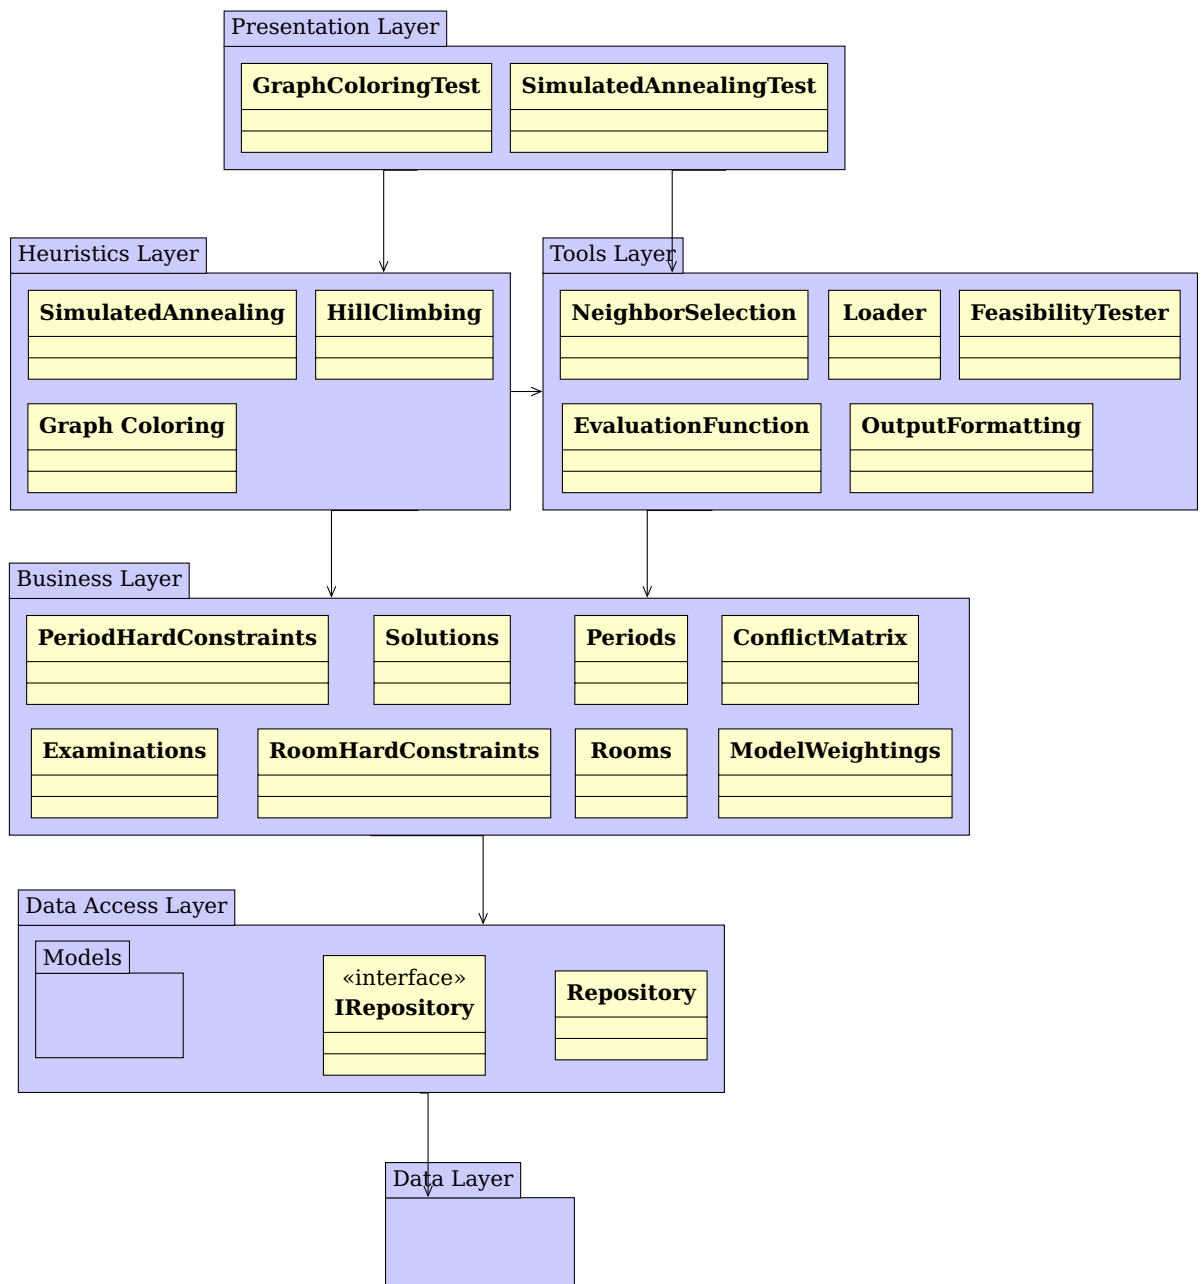 Presentation Layer
GraphColoringTest
SimulatedAnnealingTest
Heuristics Layer
SimulatedAnnealing
HillClimbing
Graph Coloring
Tools Layer
NeighborSelection
Loader
FeasibilityTester
EvaluationFunction
OutputFormatting
Business Layer
PeriodHardConstraints
Solutions
Periods
ConflictMatrix
Examinations
RoomHardConstraints
Rooms
ModelWeightings
Data Access Layer
Models
«interface»
IRepository
Repository
Data Layer